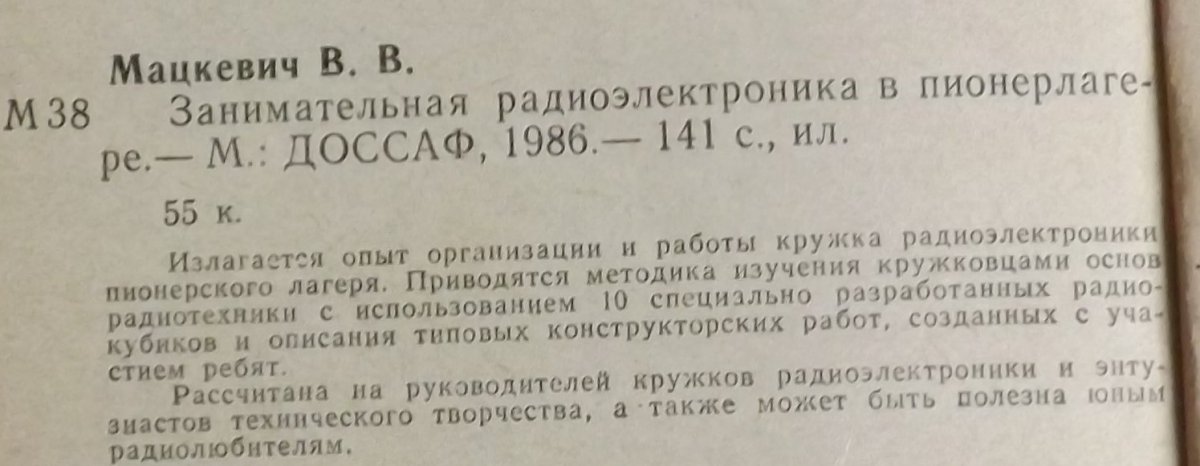 Мацкевич В. В.
М 38 Занимательная радиоэлектроника в пионерлаге-
ре.— М.: ДОССАФ, 1986.— 141 с., ил.
55 к.
Излагается опыт организации и работы кружка радиоэлектроники
пионерского лагеря. Приводятся методика изучения кружковцами основ
радиотехники с использованием 10 специально разработанных радио-
кубиков и описания типовых конструкторских работ, созданных с уча-
стием ребят.
Рассчитана на руководителей кружков радиоэлектроники и энту-
зиастов технического творчества, а также может быть полезна юным
радиолюбителям.